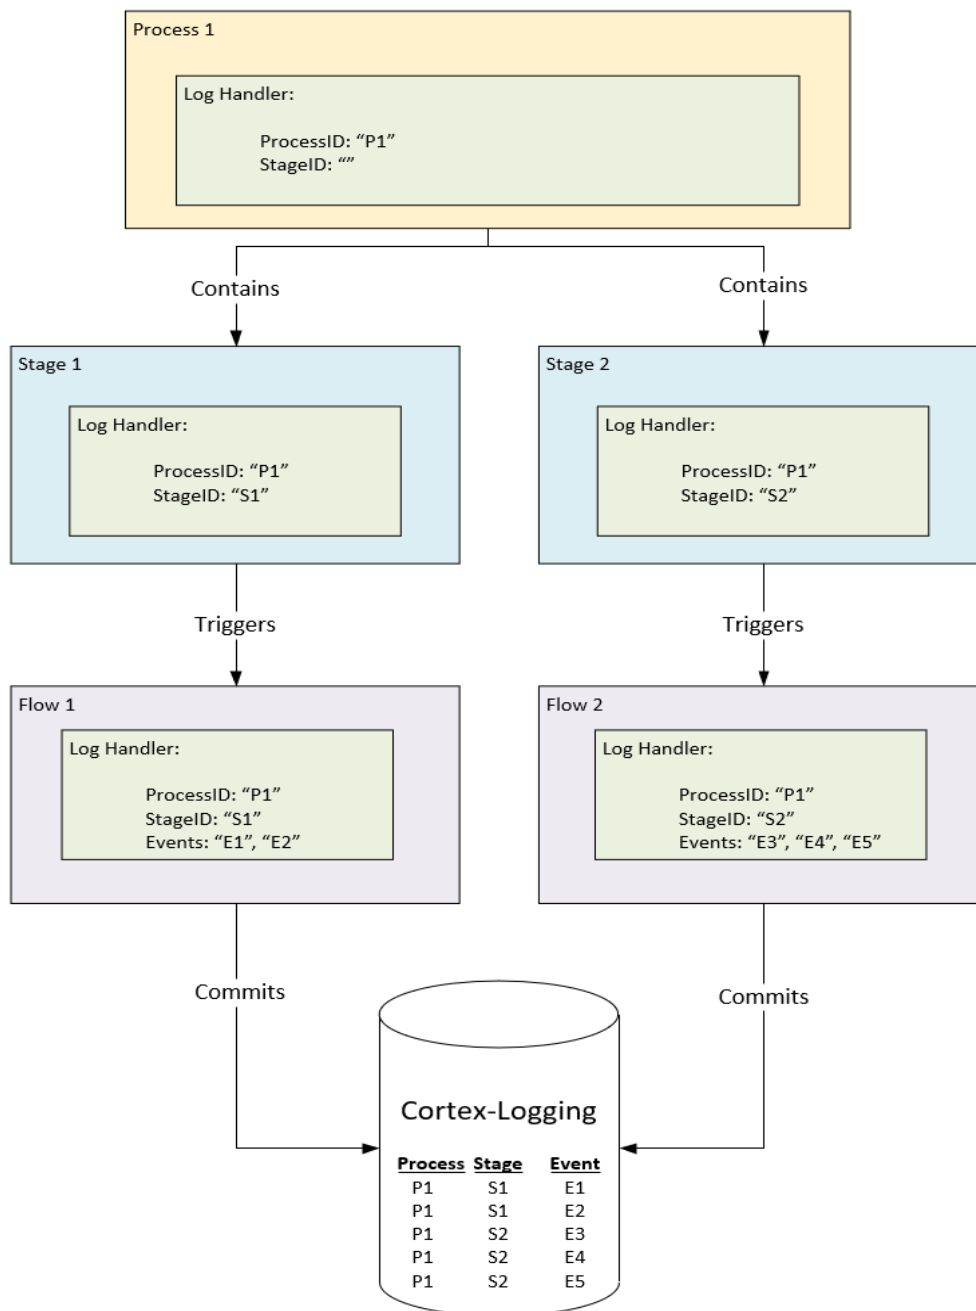 Process 1
Log Handler:
ProcessID: “P1”
StageID: “”
Contains
Contains
Stage 1
Log Handler:
ProcessID: “P1”
StageID: “S1”
Stage 2
Log Handler:
ProcessID: “P1”
StageID: “S2”
Triggers
Triggers
Flow 1
Log Handler:
ProcessID: “P1”
StageID: “S1”
Events: “E1”, “E2”
Flow 2
Log Handler:
ProcessID: “P1”
StageID: “S2”
Events: “E3”, “E4”, “E5”
Commits
Commits
Cortex-Logging
Process Stage Event
P1 S1 E1
P1 S1 E2
P1 S2 E3
P1 S2 E4
P1 S2 E5